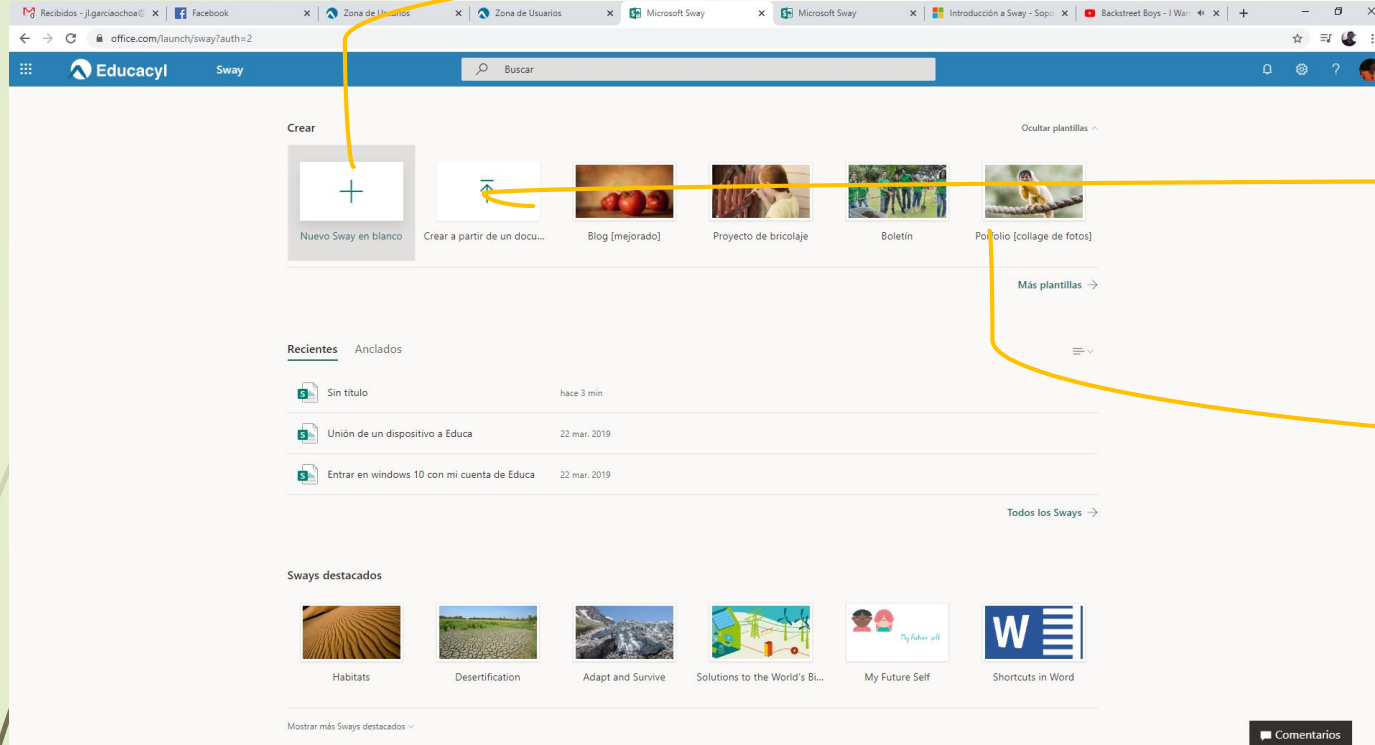 Recibidos - jl.garciaochoa@ Facebook Zona de Usuarios Zona de Usuarios Microsoft Sway Microsoft Sway Introducción a Sway - Sopo Backstreet Boys - I Wan
office.com/launch/sway?auth=2
Educacyl Sway Buscar
Crear Ocultar plantillas
Nuevo Sway en blanco Crear a partir de un docu... Blog [mejorado] Proyecto de bricolaje Boletín Portfolio [collage de fotos]
Más plantillas
Recientes Anclados
Sin título hace 3 min
Unión de un dispositivo a Educa 22 mar. 2019
Entrar en windows 10 con mi cuenta de Educa 22 mar. 2019
Todos los Sways
Sways destacados
My future self
W
Habitats Desertification Adapt and Survive Solutions to the World's Bi... My Future Self Shortcuts in Word
Mostrar más Sways destacados
Comentarios